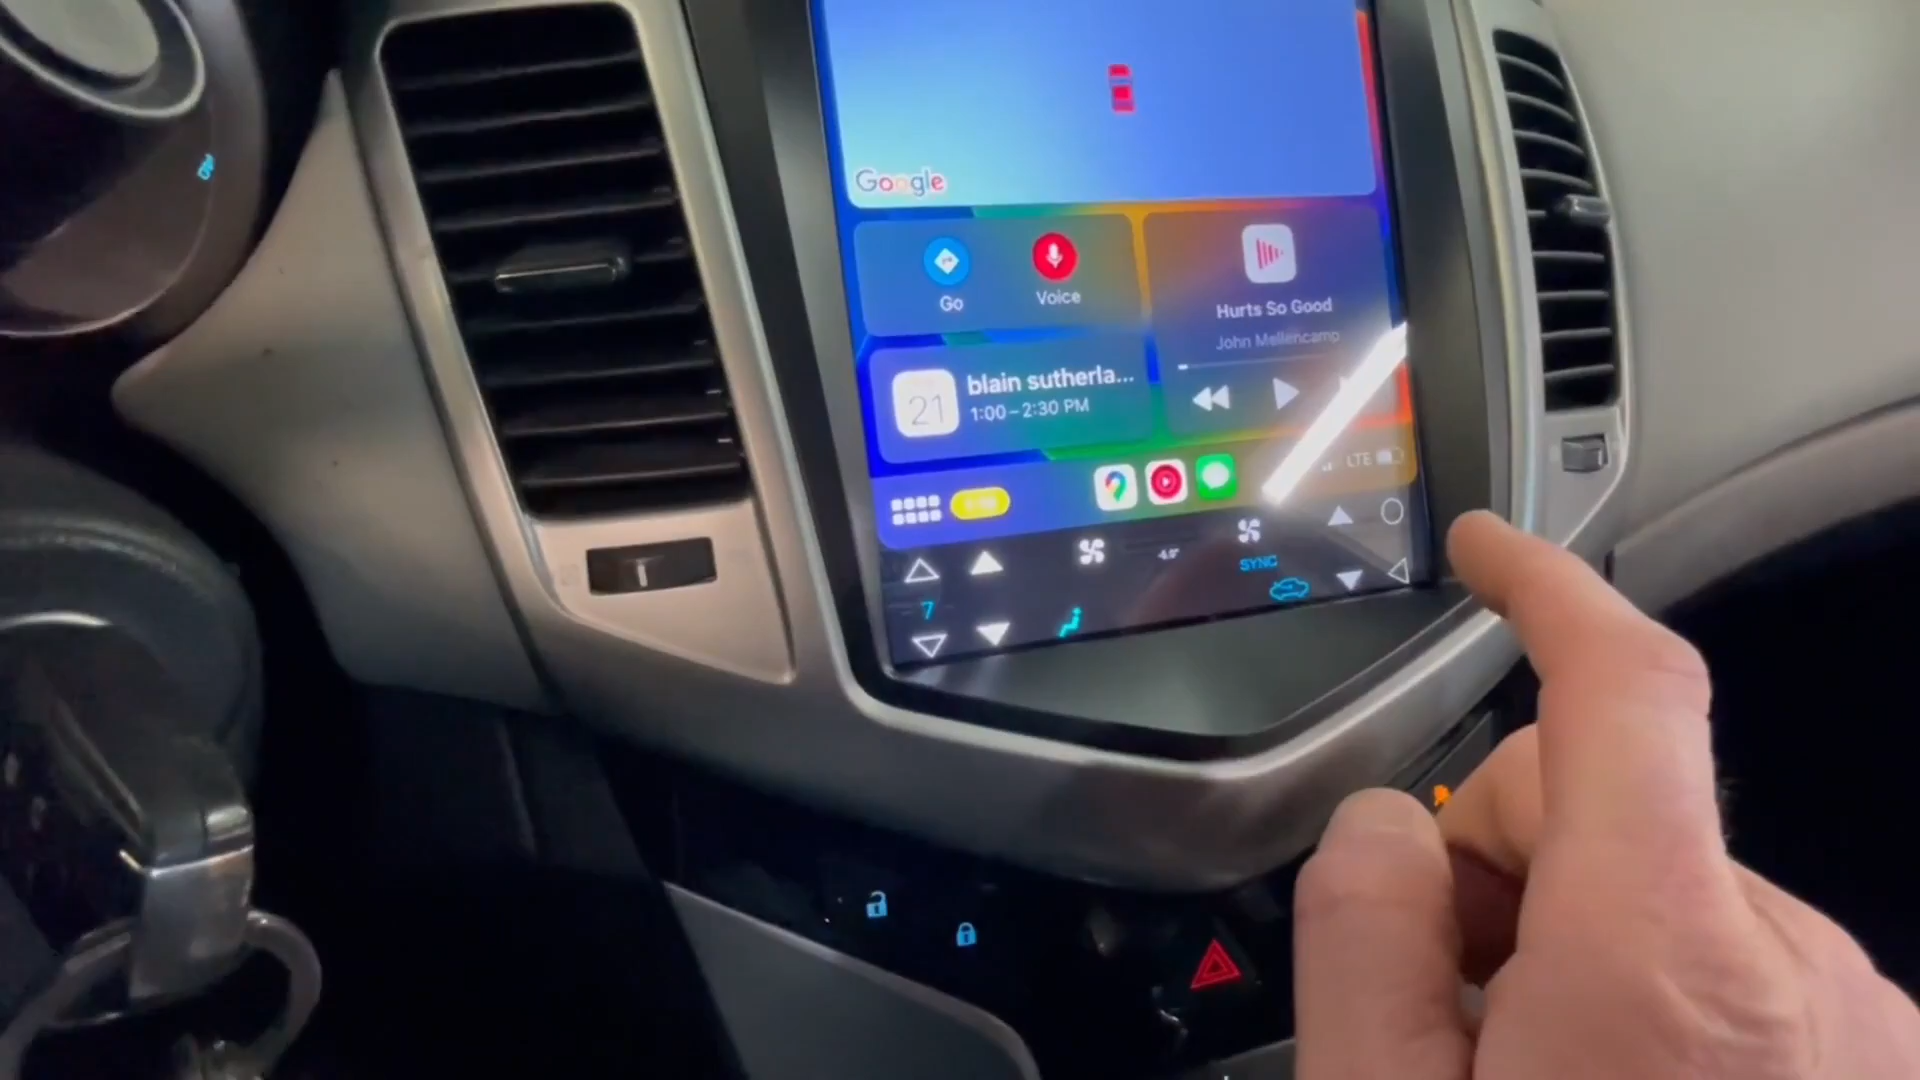 Google
Go
Voice
Hurts So Good
John Mellencamp
21
blain sutherla...
1:00–2:30 PM
LTE
SYNC
7